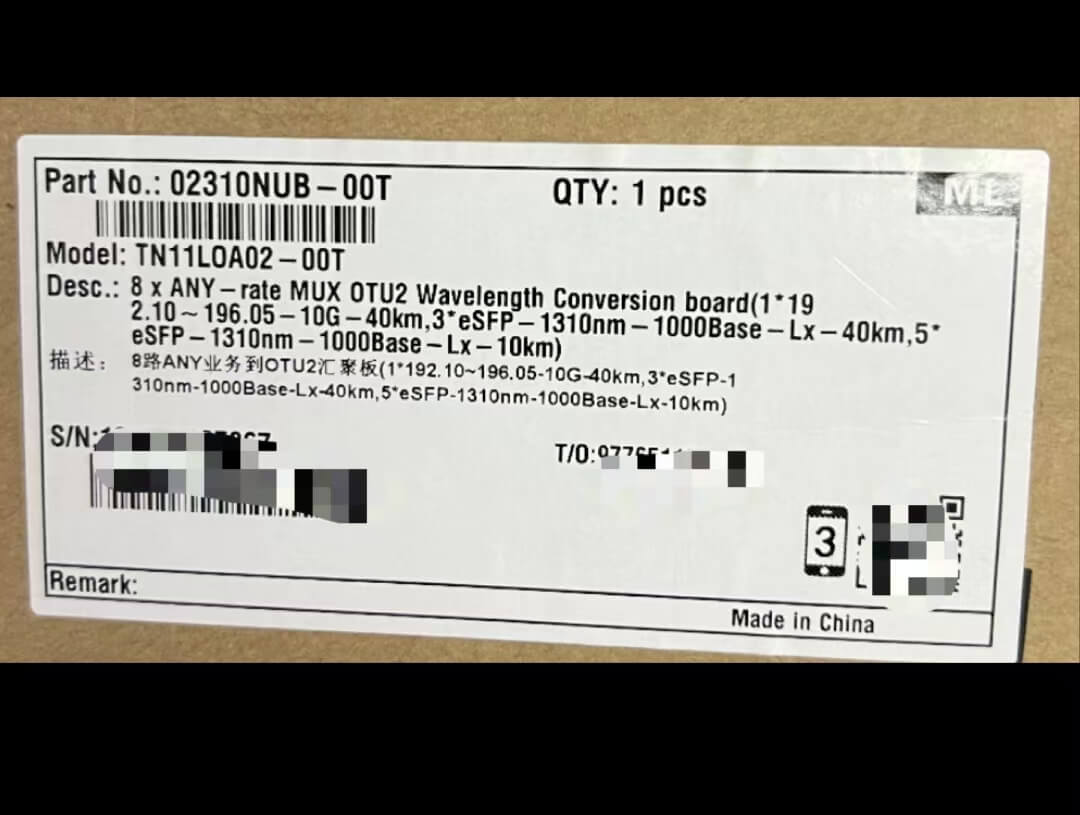 Part No.: 02310NUB-00T
QTY: 1 pcs
Model: TN11LOA02-00T
Desc.: 8 x ANY-rate MUX OTU2 Wavelength Conversion board(1*19
2.10~196.05-10G-40km,3*eSFP-1310nm-1000Base-Lx-40km,5*
eSFP-1310nm-1000Base-Lx-10km)
描述: 8路ANY业务到OTU2汇聚板(1*192.10~196.05-10G-40km,3*eSFP-1
310nm-1000Base-Lx-40km,5*eSFP-1310nm-1000Base-Lx-10km)
S/N:
T/O:
3
Remark:
Made in China